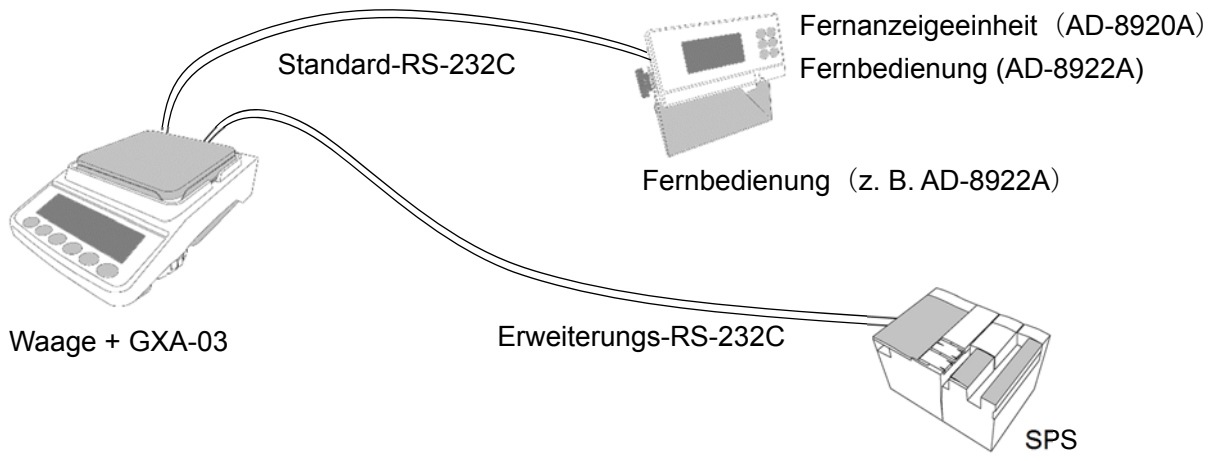 Fernanzeigeeinheit（AD-8920A）
Fernbedienung (AD-8922A)
Standard-RS-232C
Fernbedienung（z. B. AD-8922A）
Waage + GXA-03
Erweiterungs-RS-232C
SPS